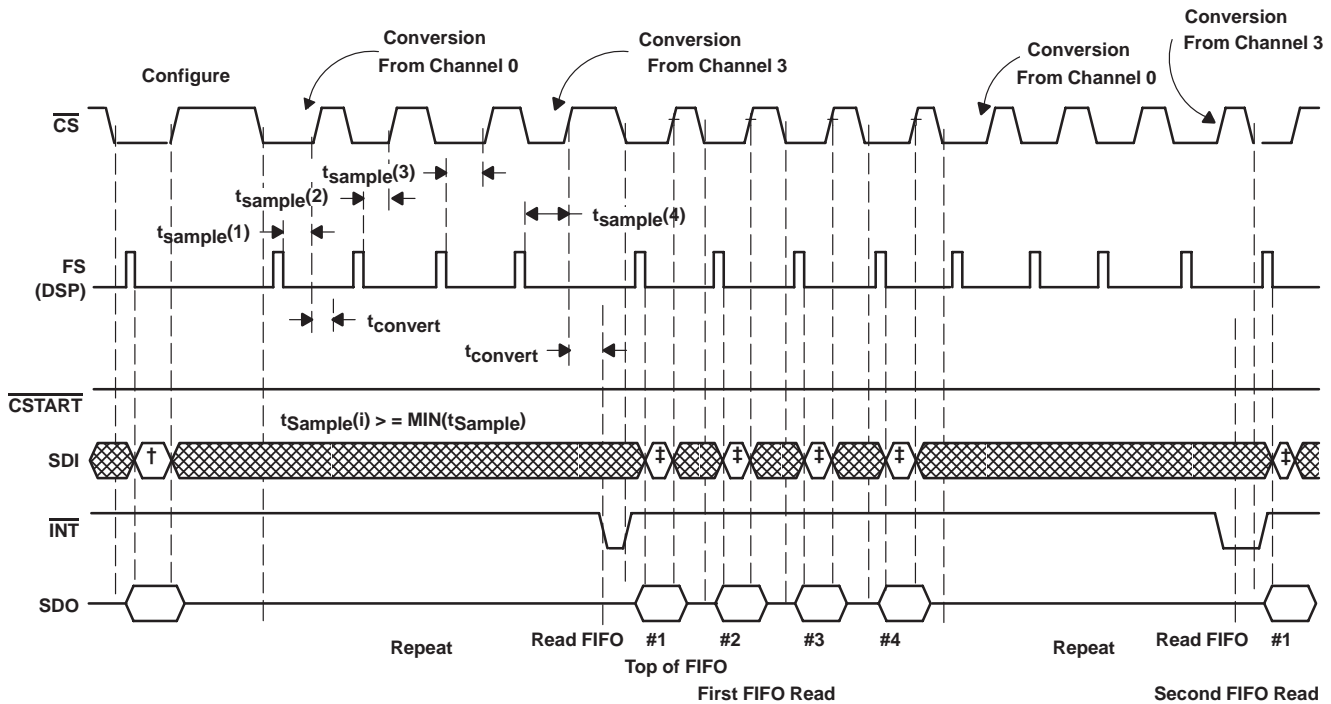 Conversion
From Channel 0
Conversion
From Channel 3
Conversion
From Channel 0
Conversion
From Channel 3
Configure
CS
tsample(3)
tsample(2)
tsample(4)
tsample(1)
FS
(DSP)
tconvert
tconvert
CSTART
tSample(i) > = MIN(tSample)
SDI † ‡ ‡ ‡ ‡ ‡
INT
SDO
Repeat Read FIFO #1 #2 #3 #4 Repeat Read FIFO #1
Top of FIFO
First FIFO Read Second FIFO Read